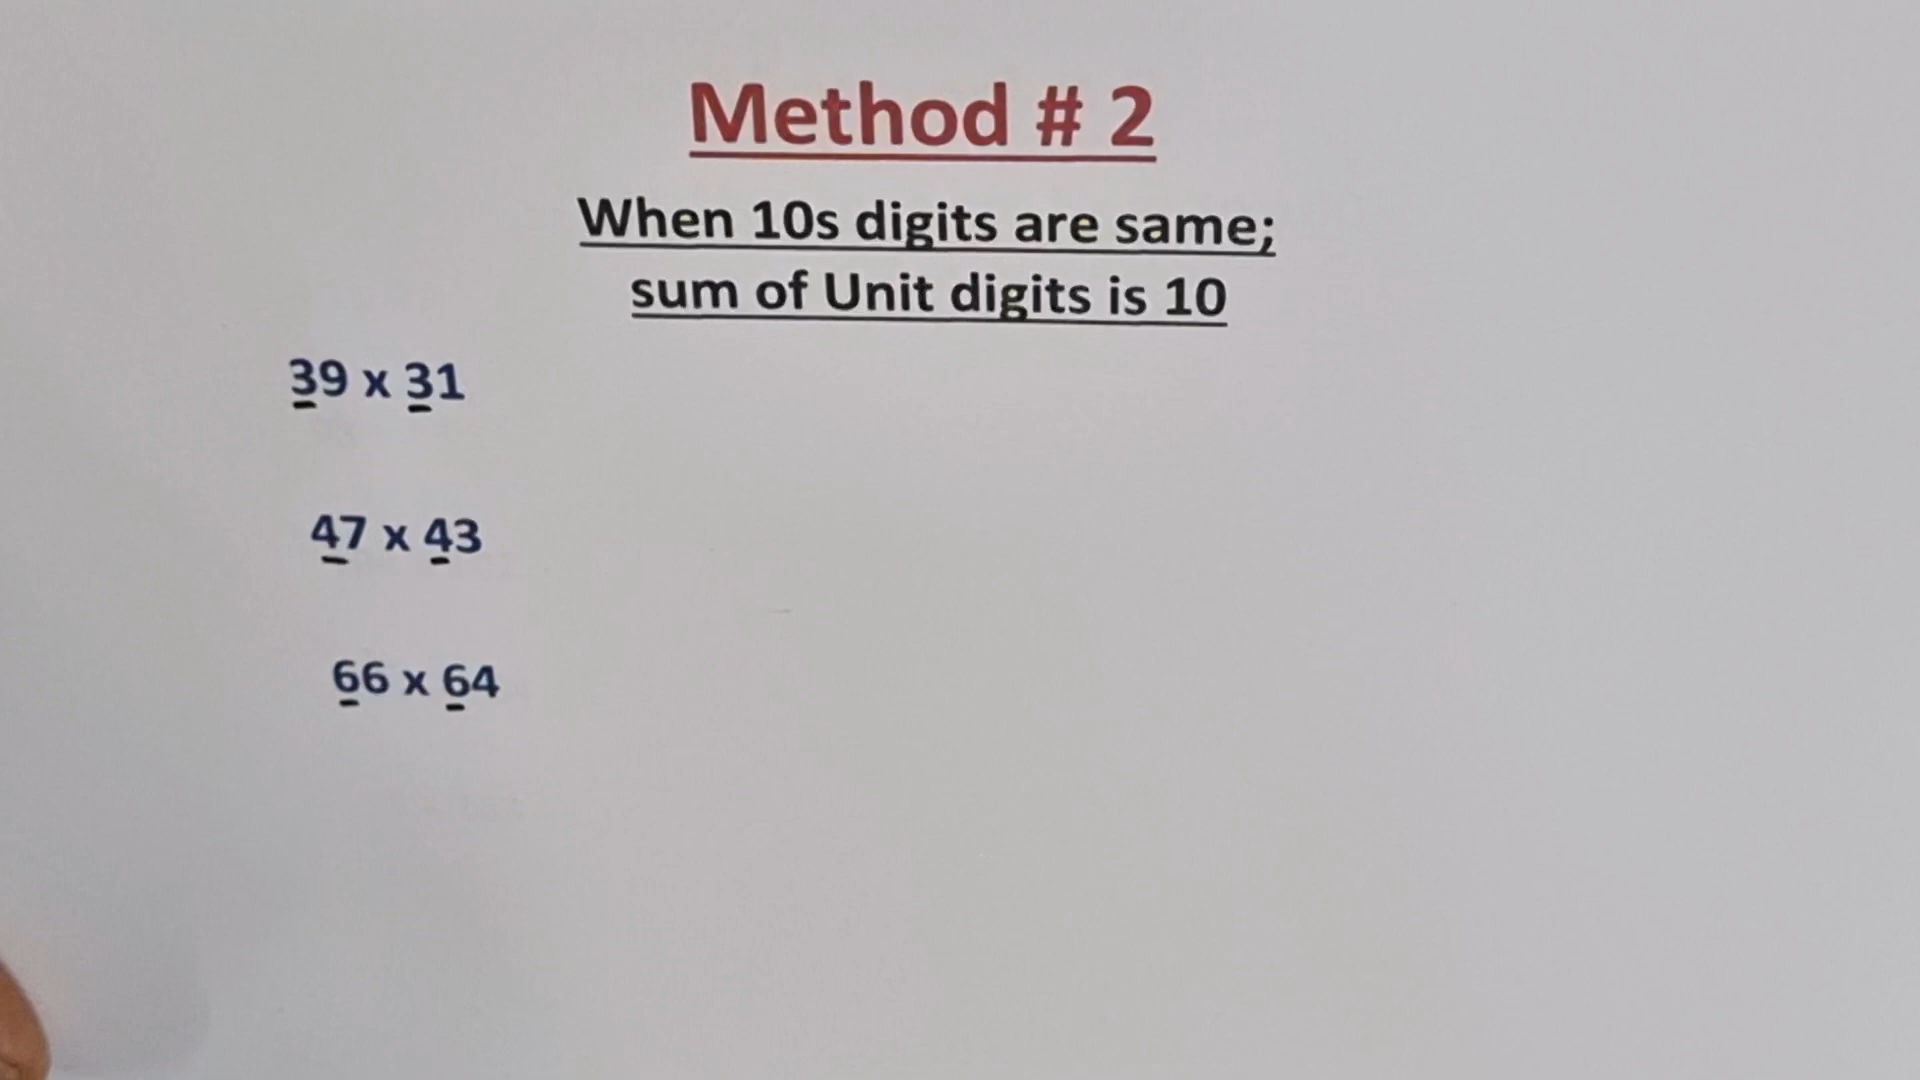 Method # 2
When 10s digits are same;
sum of Unit digits is 10
39 x 31
47 x 43
66 x 64